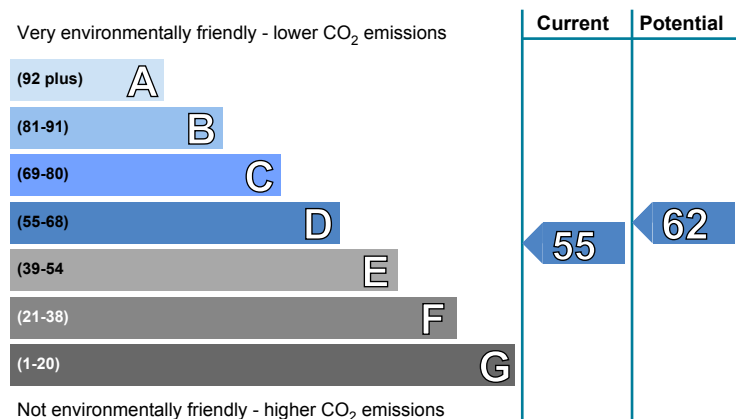 Very environmentally friendly - lower CO2 emissions
Current
Potential
(92 plus) A
(81-91) B
(69-80) C
(55-68) D
(39-54 E
(21-38) F
(1-20) G
55
62
Not environmentally friendly - higher CO2 emissions